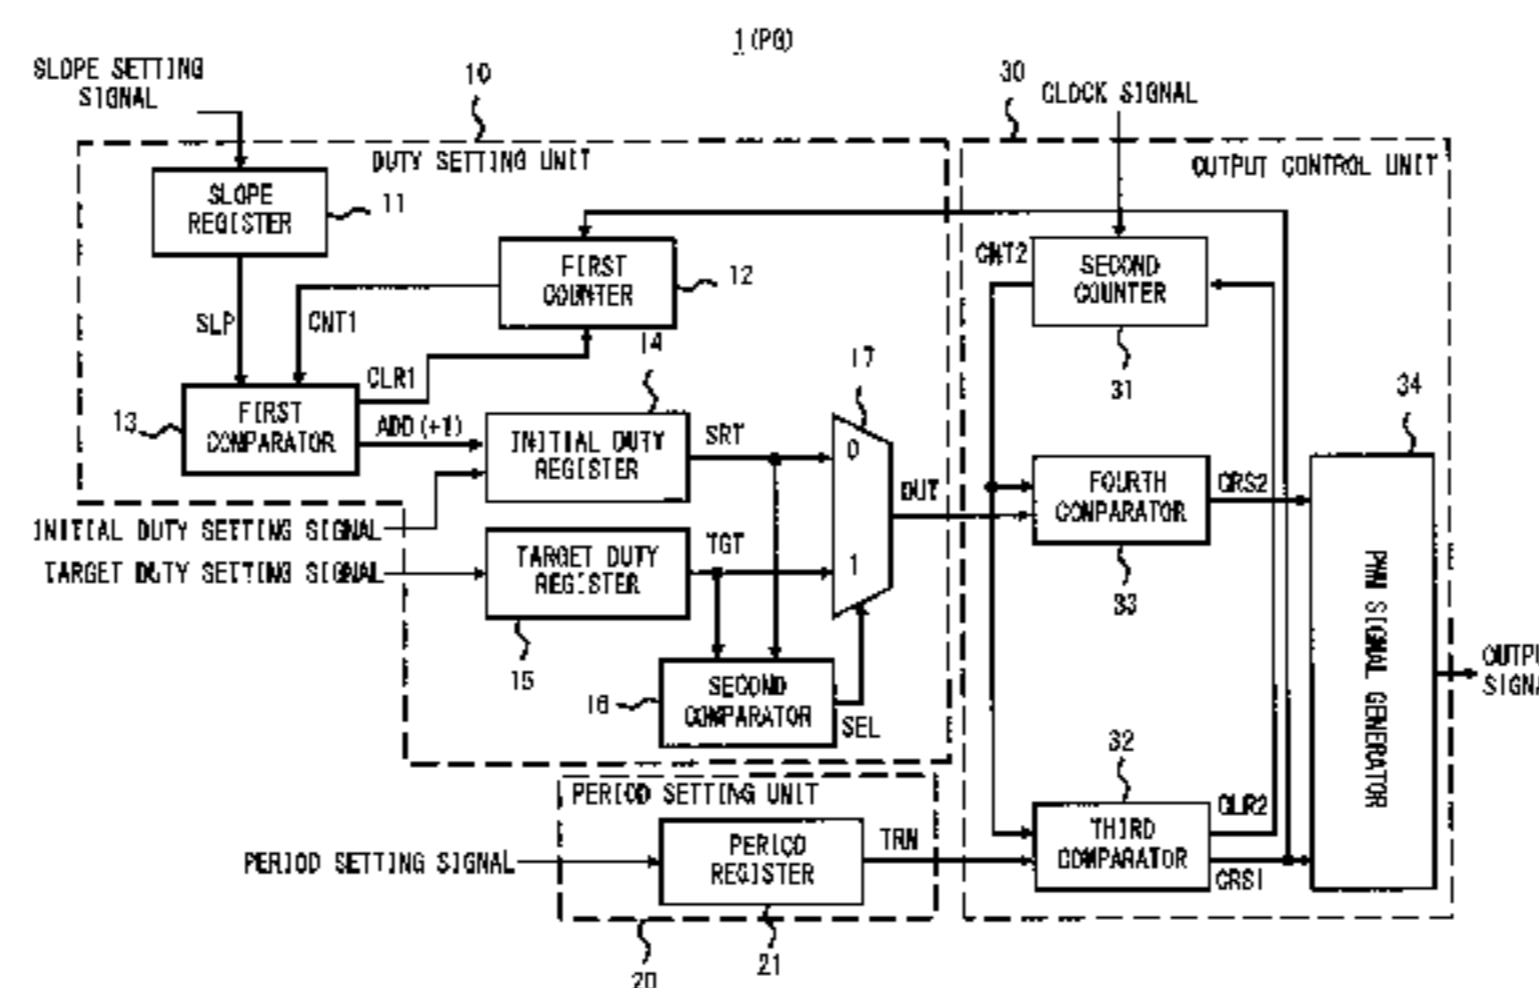 1 (PG)
SLOPE SETTING
SIGNAL
10
30
CLOCK SIGNAL
DUTY SETTING UNIT
OUTPUT CONTROL UNIT
SLOPE
REGISTER
11
FIRST
COUNTER
12
CNT2
SECOND
COUNTER
31
SLP
CNT1
CLR1
14
17
34
13
FIRST
COMPARATOR
ADD (+1)
INITIAL DUTY
REGISTER
SRT
0
DUT
FOURTH
COMPARATOR
CRS2
33
INITIAL DUTY SETTING SIGNAL
TARGET DUTY SETTING SIGNAL
TARGET DUTY
REGISTER
TGT
1
15
16
SECOND
COMPARATOR
SEL
PWM SIGNAL GENERATOR
OUTPU
SIGNA
32
PERIOD SETTING UNIT
THIRD
COMPARATOR
CLR2
CRS1
PERIOD SETTING SIGNAL
PERIOD
REGISTER
TRN
20
21